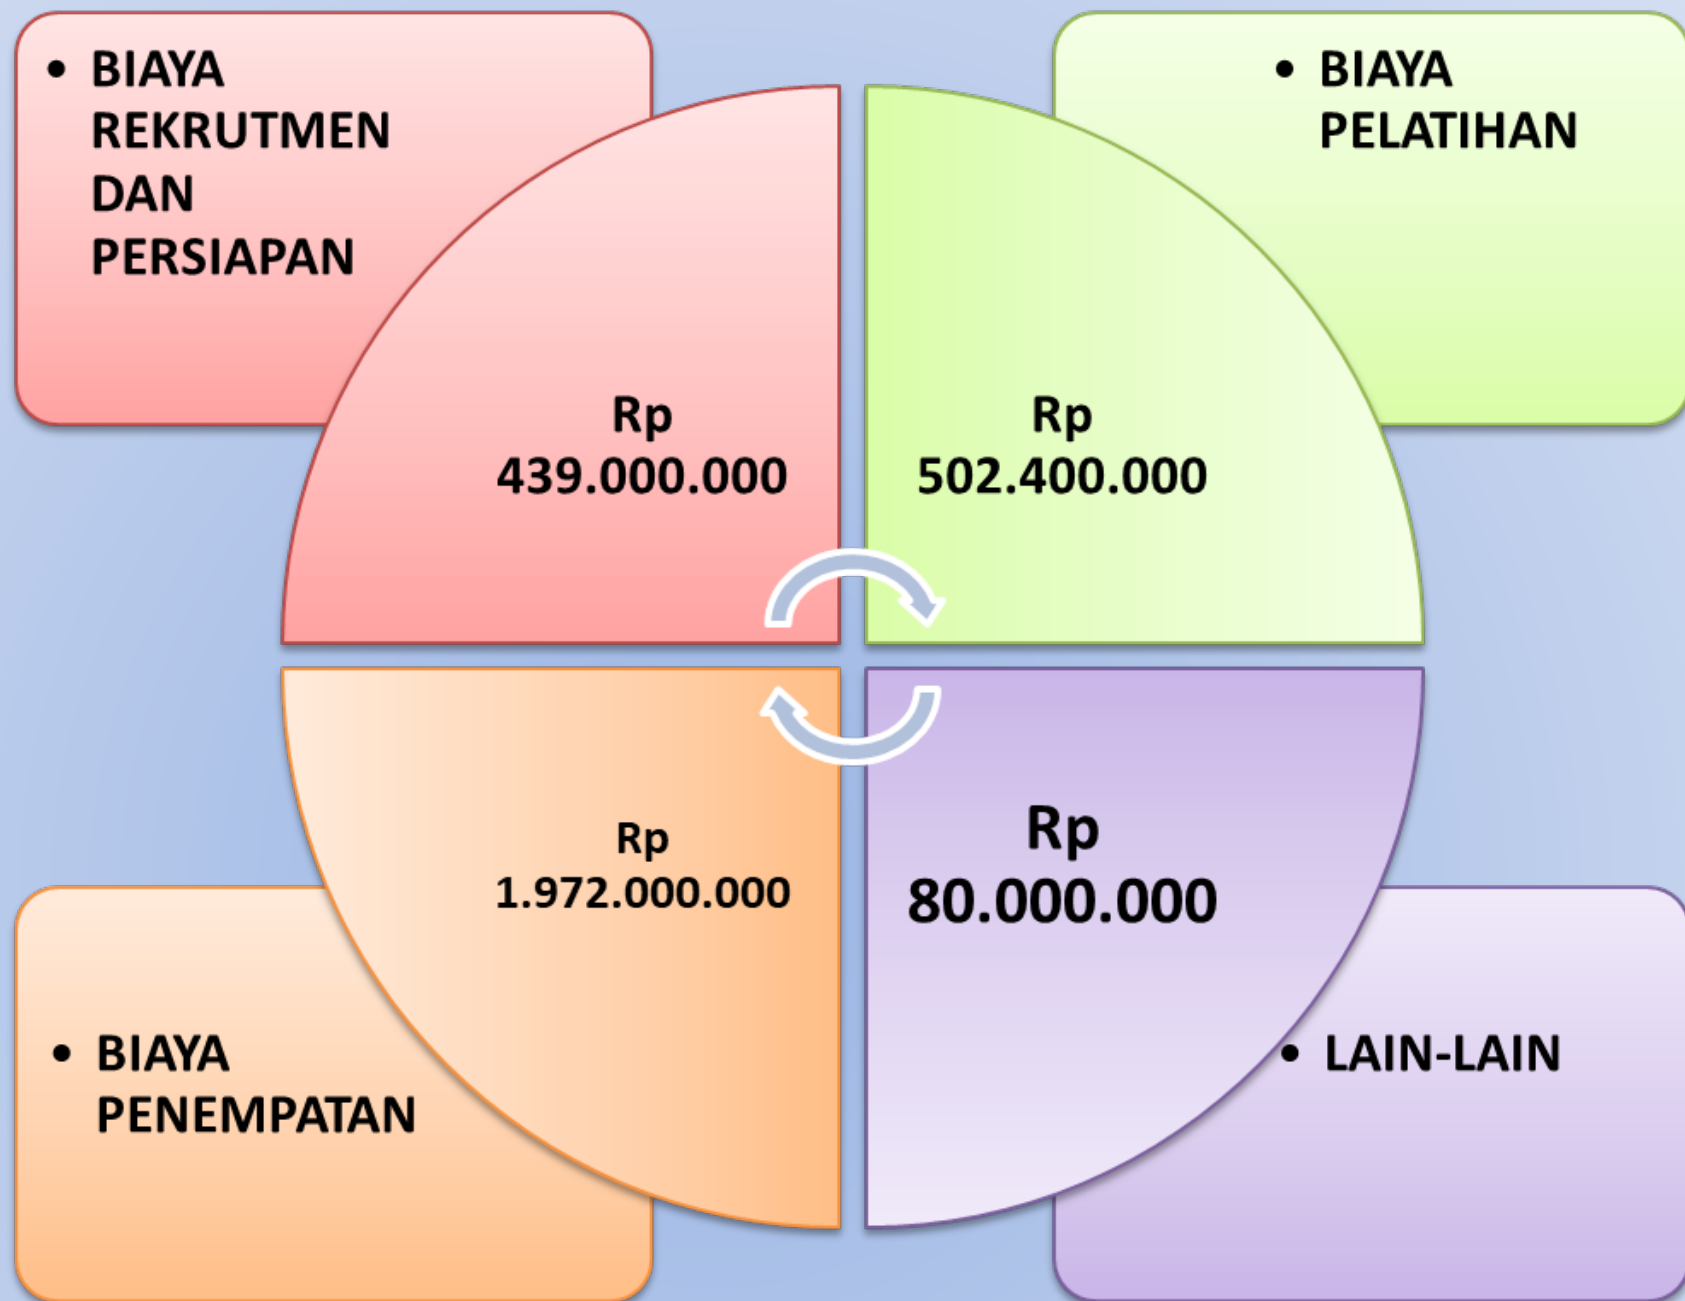 • BIAYA
REKRUTMEN
DAN
PERSIAPAN
• BIAYA
PELATIHAN
Rp
439.000.000
Rp
502.400.000
Rp
1.972.000.000
Rp
80.000.000
• BIAYA
PENEMPATAN
• LAIN-LAIN